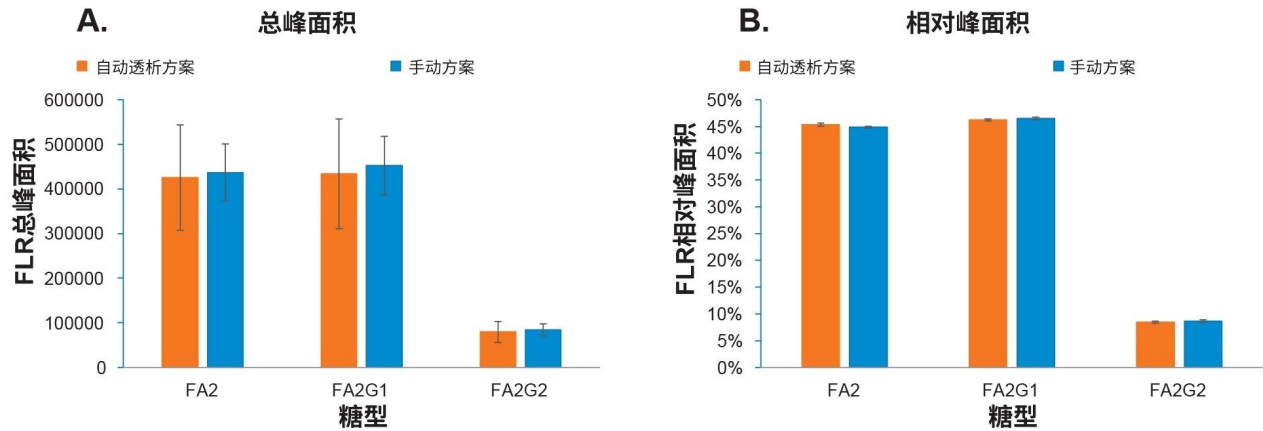 A. 总峰面积
自动透析方案 手动方案
FLR总峰面积
600000
500000
400000
300000
200000
100000
0
FA2 FA2G1 FA2G2
糖型
B. 相对峰面积
自动透析方案 手动方案
FLR相对峰面积
50%
45%
40%
35%
30%
25%
20%
15%
10%
5%
0%
FA2 FA2G1 FA2G2
糖型